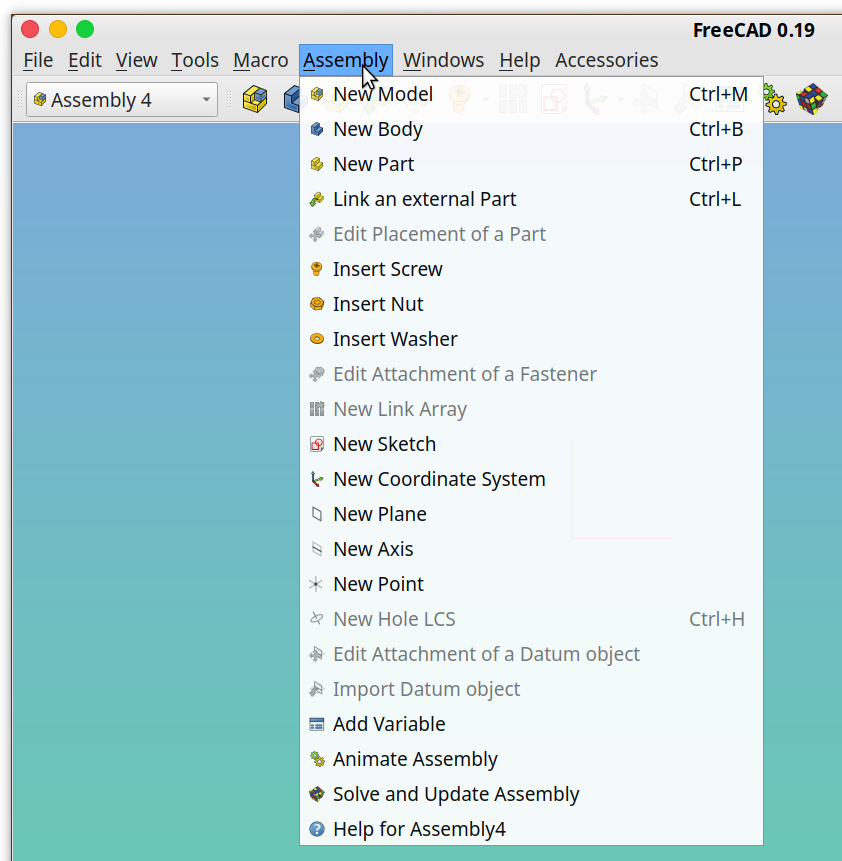 FreeCAD 0.19
File Edit View Tools Macro Assembly Windows Help Accessories
Assembly 4
New Model Ctrl+M
New Body Ctrl+B
New Part Ctrl+P
Link an external Part Ctrl+L
Edit Placement of a Part
Insert Screw
Insert Nut
Insert Washer
Edit Attachment of a Fastener
New Link Array
New Sketch
New Coordinate System
New Plane
New Axis
New Point
New Hole LCS Ctrl+H
Edit Attachment of a Datum object
Import Datum object
Add Variable
Animate Assembly
Solve and Update Assembly
Help for Assembly4